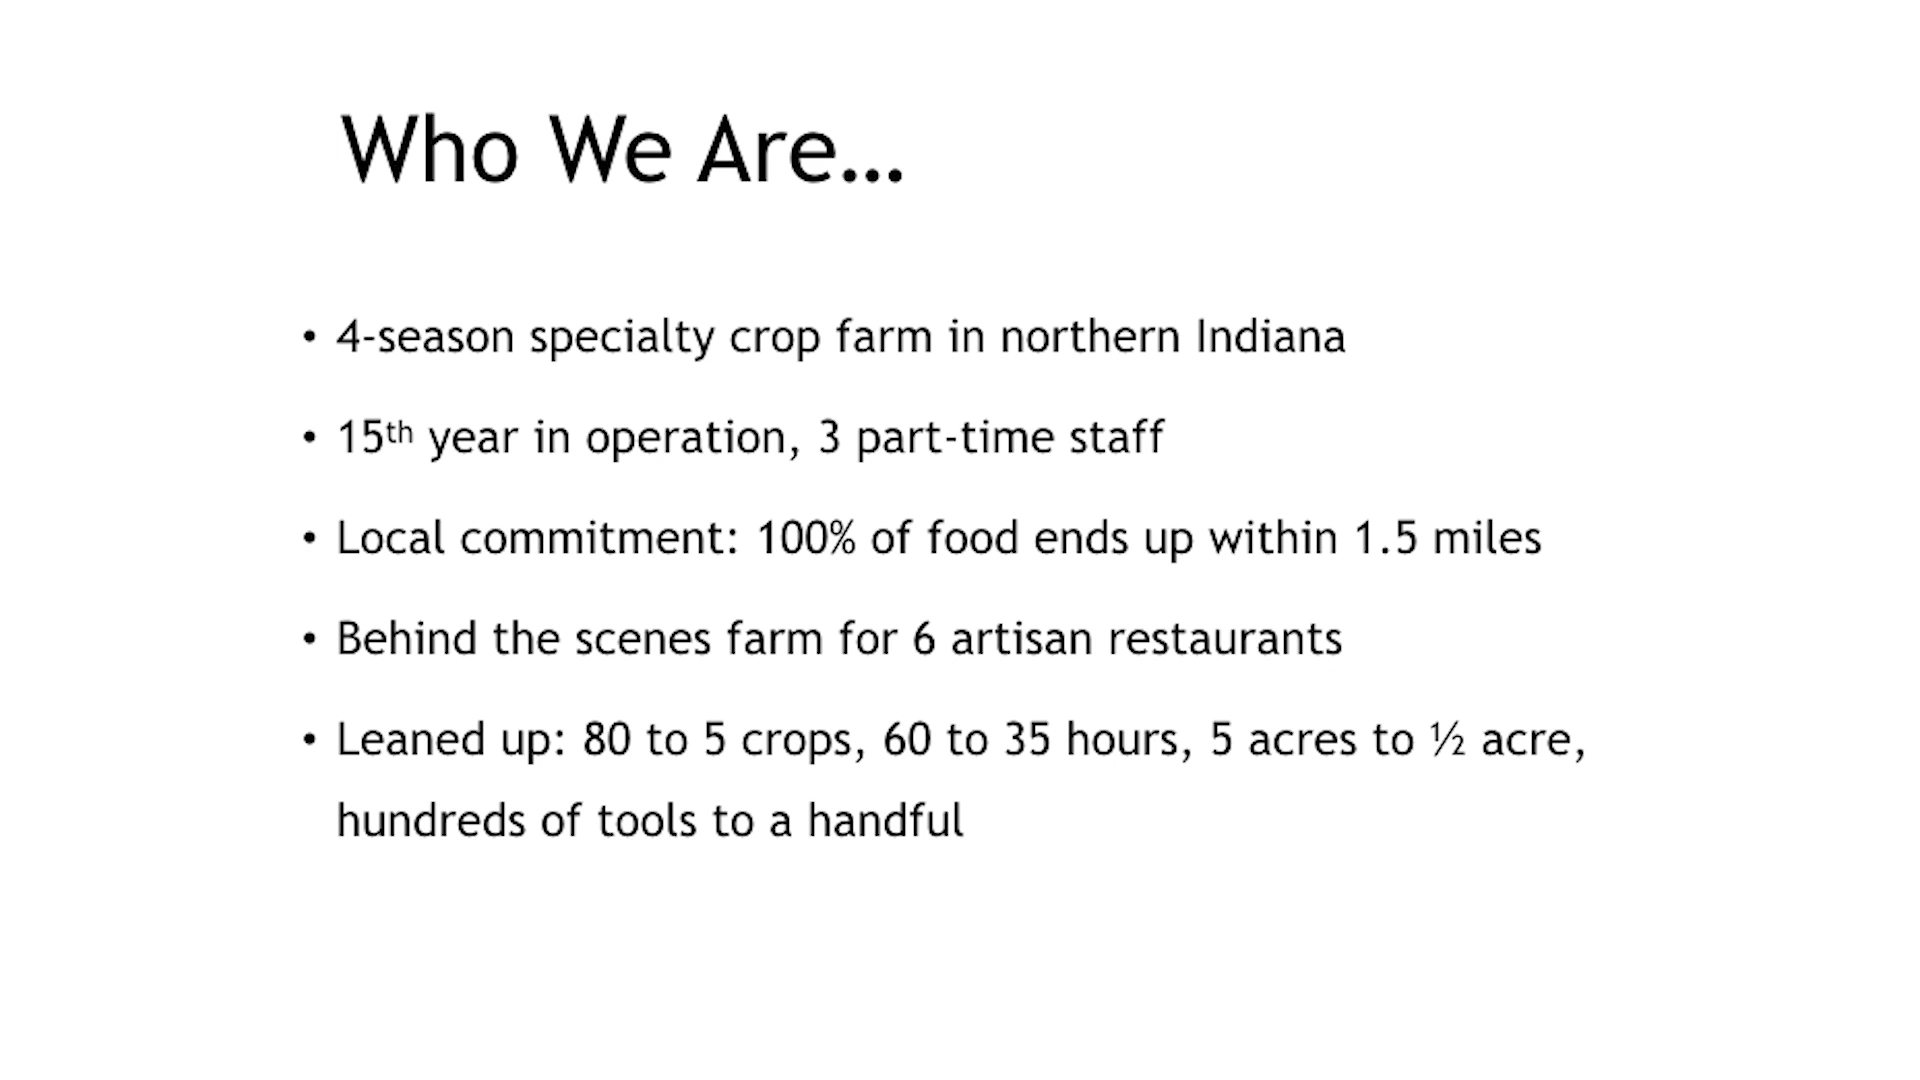 Who We Are...
• 4-season specialty crop farm in northern Indiana
• 15th year in operation, 3 part-time staff
• Local commitment: 100% of food ends up within 1.5 miles
• Behind the scenes farm for 6 artisan restaurants
• Leaned up: 80 to 5 crops, 60 to 35 hours, 5 acres to ½ acre,
hundreds of tools to a handful